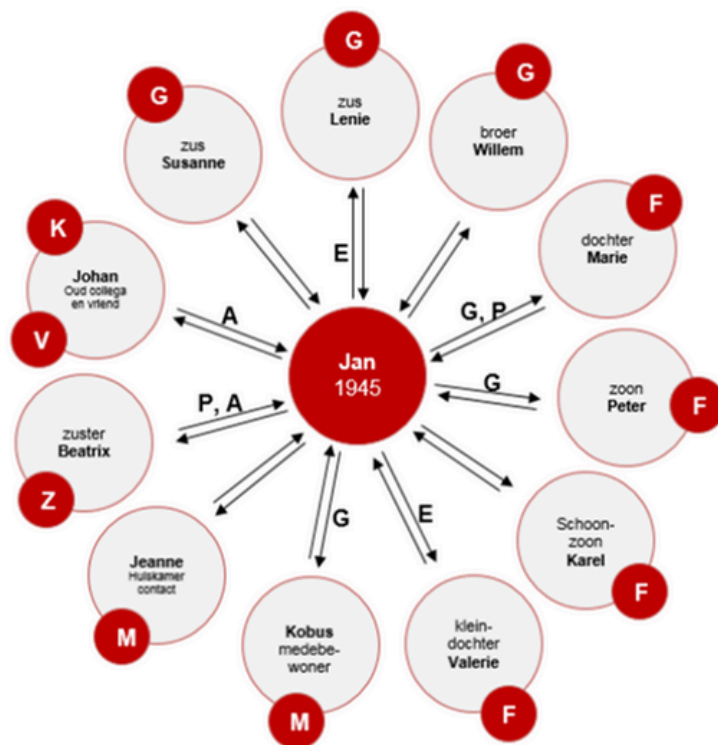 G
zus
Lenie
G
broer
Willem
G
zus
Susanne
F
dochter
Marie
K
Johan
Oud collega
en vriend
V
E
A
G, P
Jan
1945
G
zoon
Peter
F
P, A
zuster
Beatrix
Z
Schoon-
zoon
Karel
F
G
E
Jeanne
Huiskamer
contact
M
Kobus
medebe-
woner
M
klein-
dochter
Valerie
F